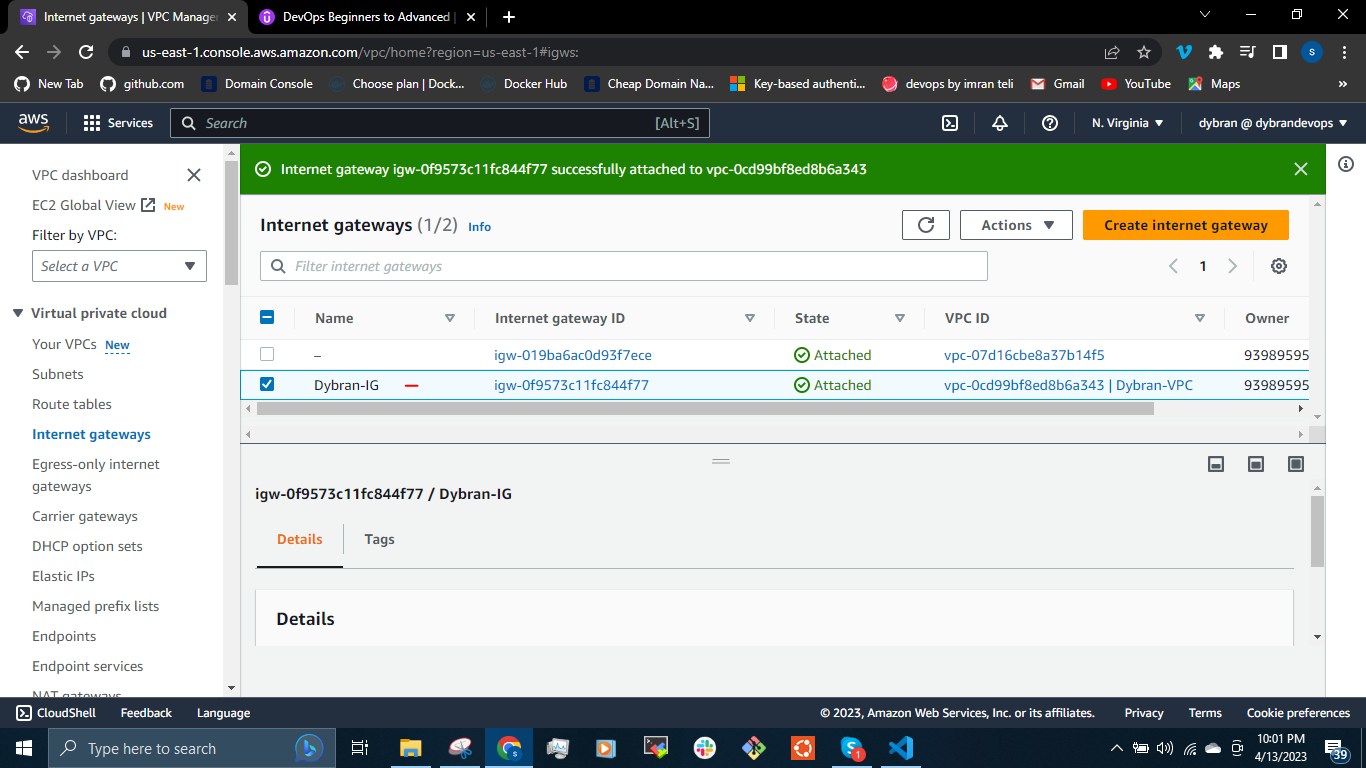 Internet gateways | VPC Manager
DevOps Beginners to Advanced |
us-east-1.console.aws.amazon.com/vpc/home?region=us-east-1#igws:
S
New Tab
github.com
Domain Console
Choose plan | Dock...
Docker Hub
Cheap Domain Na...
Key-based authenti...
devops by imran teli
Gmail
YouTube
Maps
»
aws
Services
Search
[Alt+S]
N. Virginia
dybran @ dybrandevops
VPC dashboard
EC2 Global View New
Filter by VPC:
Select a VPC
Virtual private cloud
Your VPCs New
Subnets
Route tables
Internet gateways
Egress-only internet
gateways
Carrier gateways
DHCP option sets
Elastic IPs
Managed prefix lists
Endpoints
Endpoint services
NAT gateways
Internet gateway igw-0f9573c11fc844f77 successfully attached to vpc-0cd99bf8ed8b6a343
Internet gateways (1/2) Info
Actions
Create internet gateway
Filter internet gateways
1
Name Internet gateway ID State VPC ID Owner
– igw-019ba6ac0d93f7ece Attached vpc-07d16cbe8a37b14f5 93989595
Dybran-IG igw-0f9573c11fc844f77 Attached vpc-0cd99bf8ed8b6a343 | Dybran-VPC 93989595
igw-0f9573c11fc844f77 / Dybran-IG
Details Tags
Details
CloudShell Feedback Language
© 2023, Amazon Web Services, Inc. or its affiliates. Privacy Terms Cookie preferences
Type here to search
1
10:01 PM
4/13/2023
39